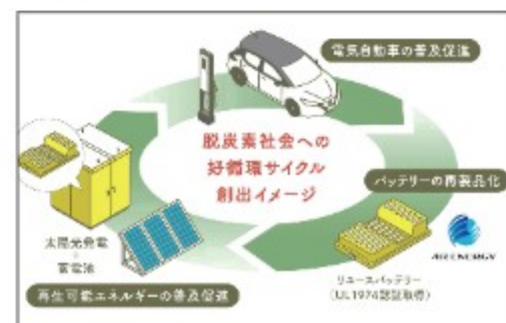 電気自動車の普及促進
脱炭素社会への
好循環サイクル
創出イメージ
バッテリーの再製品化
太陽光発電
+
蓄電池
リユースバッテリー
(UL1974認証取得)
再生可能エネルギーの普及促進